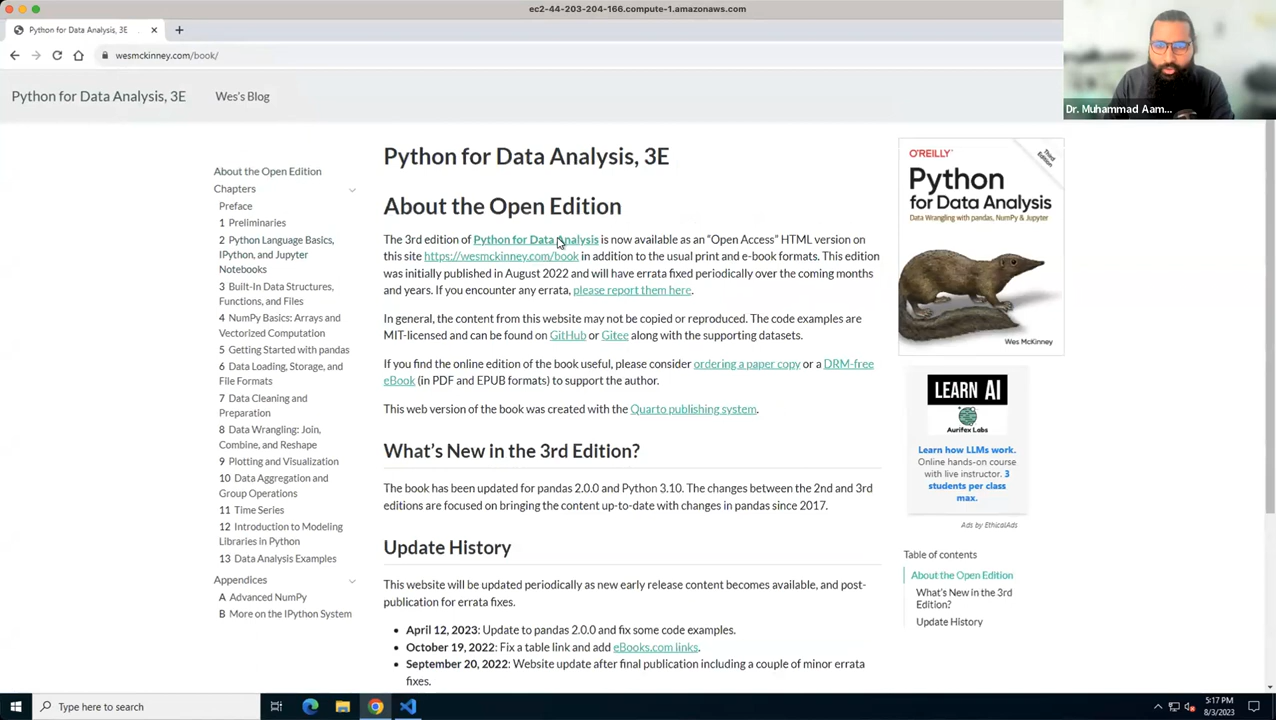 ec2-44-203-204-166.compute-1.amazonaws.com
Python for Data Analysis, 3E
wesmckinney.com/book/
Dr. Muhammad Aam...
Python for Data Analysis, 3E
Wes's Blog
About the Open Edition
Chapters
Preface
1 Preliminaries
2 Python Language Basics,
IPython, and Jupyter
Notebooks
3 Built-In Data Structures,
Functions, and Files
4 NumPy Basics: Arrays and
Vectorized Computation
5 Getting Started with pandas
6 Data Loading, Storage, and
File Formats
7 Data Cleaning and
Preparation
8 Data Wrangling: Join,
Combine, and Reshape
9 Plotting and Visualization
10 Data Aggregation and
Group Operations
11 Time Series
12 Introduction to Modeling
Libraries in Python
13 Data Analysis Examples
Appendices
A Advanced NumPy
B More on the IPython System
Python for Data Analysis, 3E
About the Open Edition
The 3rd edition of Python for Data Analysis is now available as an “Open Access” HTML version on
this site https://wesmckinney.com/book in addition to the usual print and e-book formats. This edition
was initially published in August 2022 and will have errata fixed periodically over the coming months
and years. If you encounter any errata, please report them here.
In general, the content from this website may not be copied or reproduced. The code examples are
MIT-licensed and can be found on GitHub or Gitee along with the supporting datasets.
If you find the online edition of the book useful, please consider ordering a paper copy or a DRM-free
eBook (in PDF and EPUB formats) to support the author.
This web version of the book was created with the Quarto publishing system.
What’s New in the 3rd Edition?
The book has been updated for pandas 2.0.0 and Python 3.10. The changes between the 2nd and 3rd
editions are focused on bringing the content up-to-date with changes in pandas since 2017.
Update History
This website will be updated periodically as new early release content becomes available, and post-
publication for errata fixes.
• April 12, 2023: Update to pandas 2.0.0 and fix some code examples.
• October 19, 2022: Fix a table link and add eBooks.com links.
• September 20, 2022: Website update after final publication including a couple of minor errata
fixes.
O'REILLY
Third Edition
Python
for Data Analysis
Data Wrangling with pandas, NumPy & Jupyter
Wes McKinney
LEARN AI
Aurifex Labs
Learn how LLMs work.
Online hands-on course
with live instructor. 3
students per class
max.
Ads by EthicalAds
Table of contents
About the Open Edition
What's New in the 3rd
Edition?
Update History
Type here to search
5:17 PM
8/3/2023